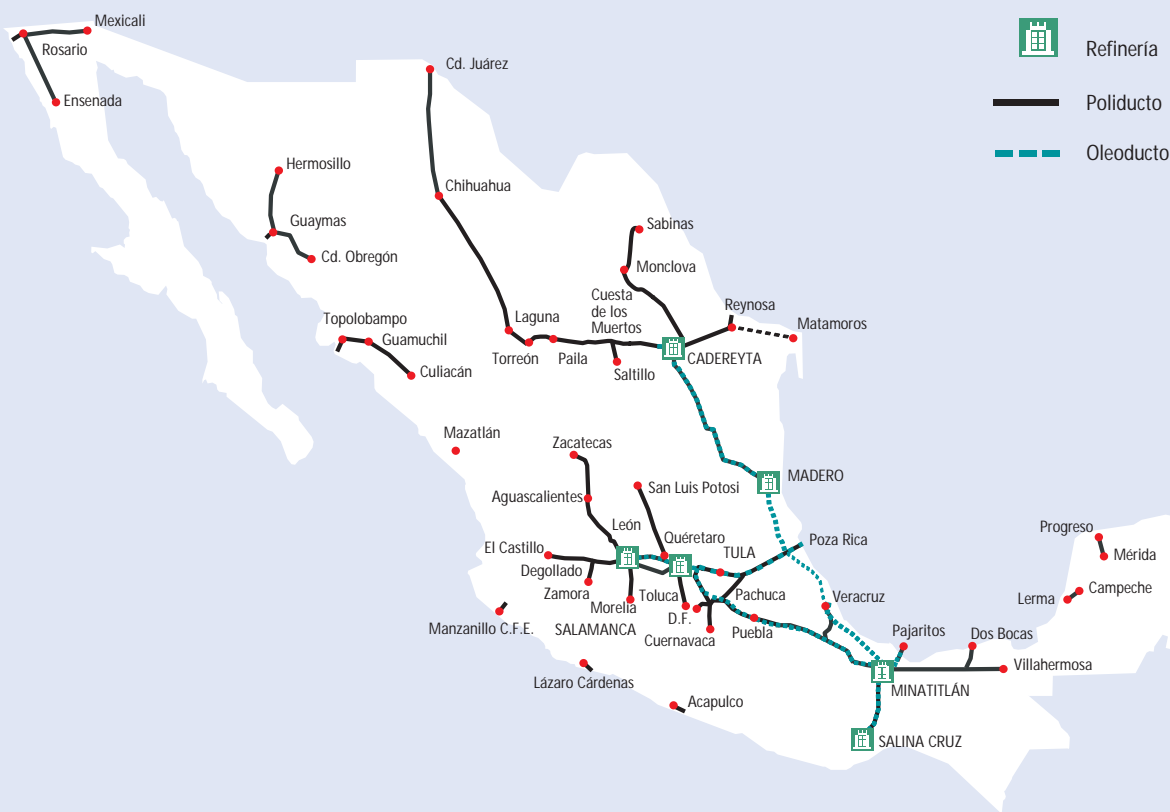 Mexicali
Rosario
Ensenada
Cd. Juárez
Refinería
Poliducto
Oleoducto
Hermosillo
Guaymas
Cd. Obregón
Chihuahua
Sabinas
Monclova
Cuesta
de los
Muertos
Reynosa
Matamoros
Laguna
Torreón
Paila
Saltillo
CADEREYTA
Topolobampo
Guamuchil
Culiacán
Mazatlán
Zacatecas
Aguascalientes
San Luis Potosi
MADERO
León
Quéretaro
TULA
Poza Rica
El Castillo
Degollado
Zamora
Morelia
Toluca
Pachuca
D.F.
SALAMANCA
Cuernavaca
Puebla
Veracruz
Manzanillo C.F.E.
Lázaro Cárdenas
Acapulco
Progreso
Mérida
Campeche
Lerma
Pajaritos
Dos Bocas
Villahermosa
MINATITLÁN
SALINA CRUZ